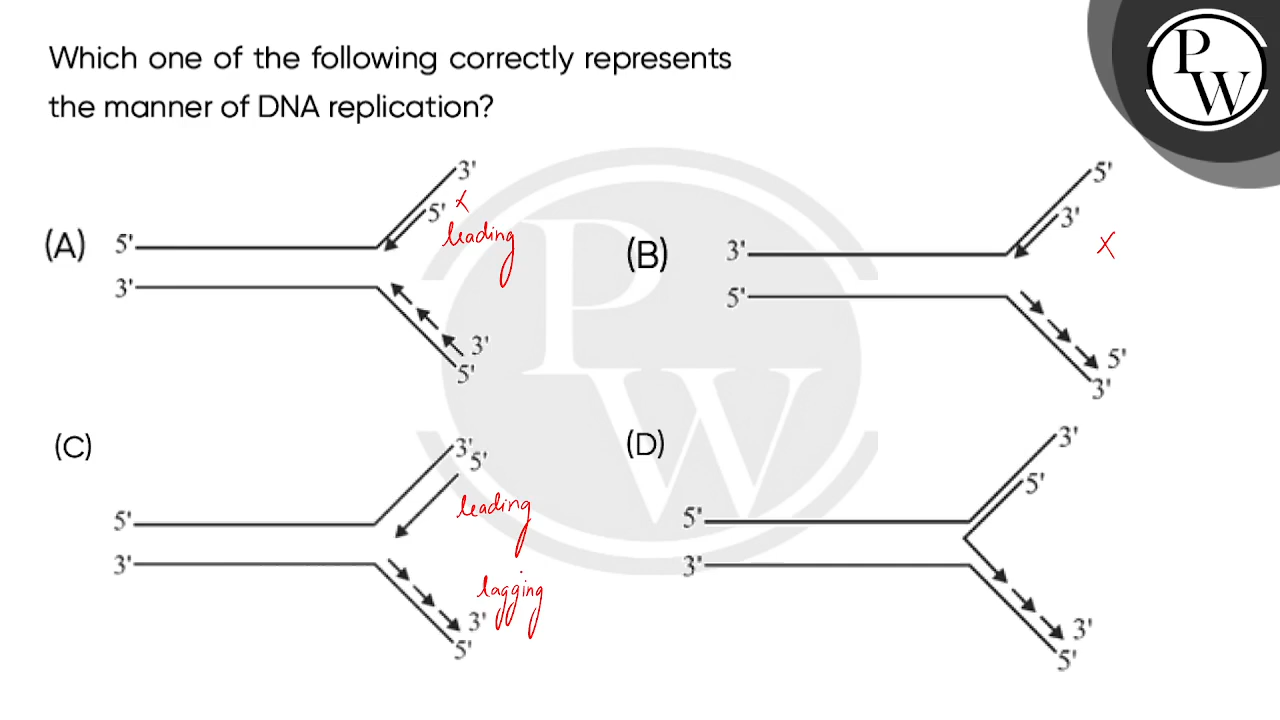 Which one of the following correctly represents
the manner of DNA replication?
P
W
(A)
3'
5' x
leading
5'
3'
3'
5'
(B)
5'
3'
x
3'
5'
5'
3'
(C)
3'
5'
leading
5'
3'
lagging
3'
5'
(D)
3'
5'
5'
3'
3'
5'
PW